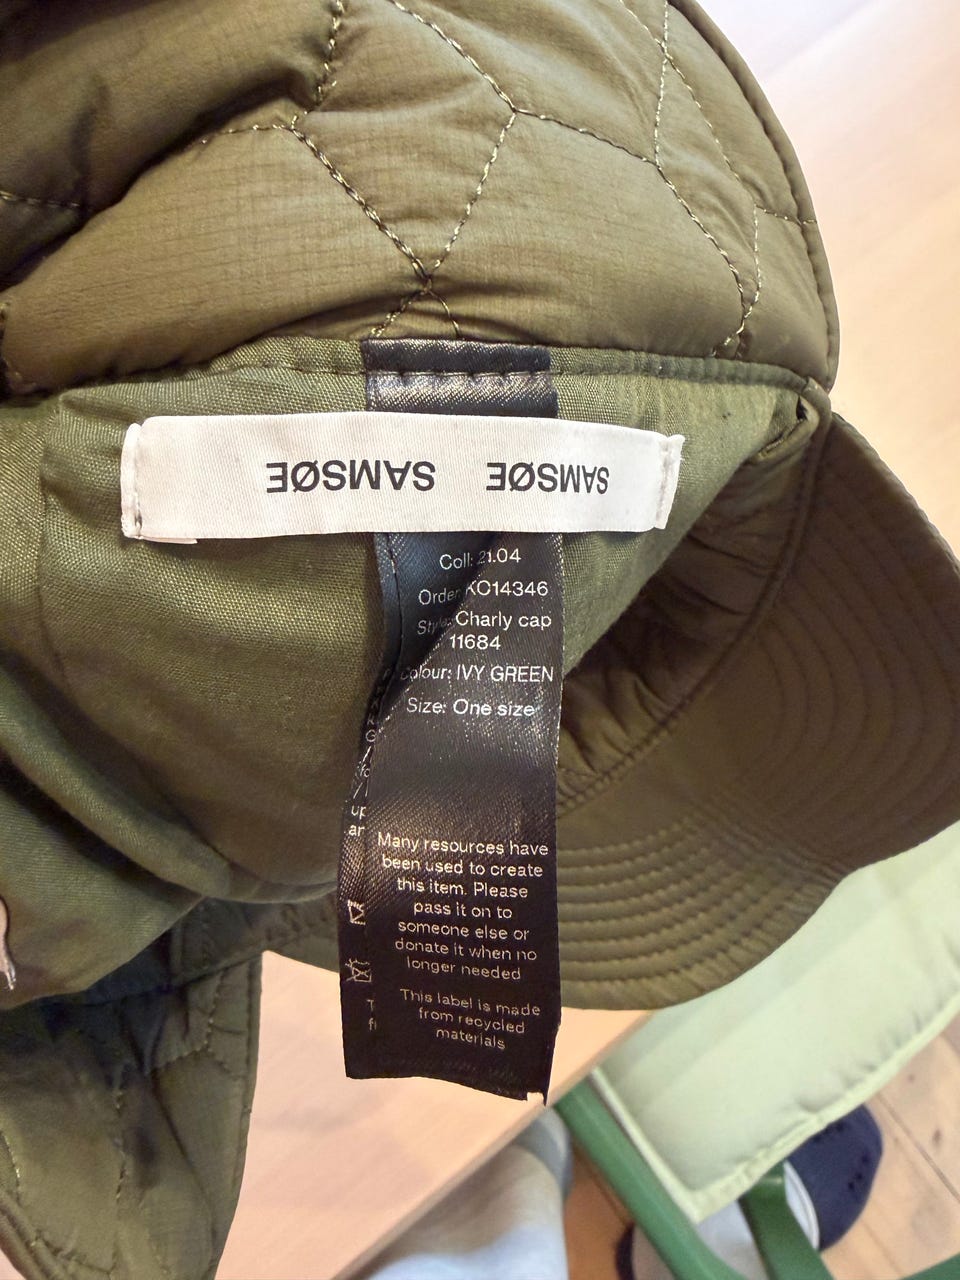 SAMSØE SAMSØE
Coll: 21.04
Order KC14346
Charly cap
11684
Colour: IVY GREEN
Size: One size
Many resources have
been used to create
this item. Please
pass it on to
someone else or
donate it when no
longer needed
This label is made
from recycled
materials